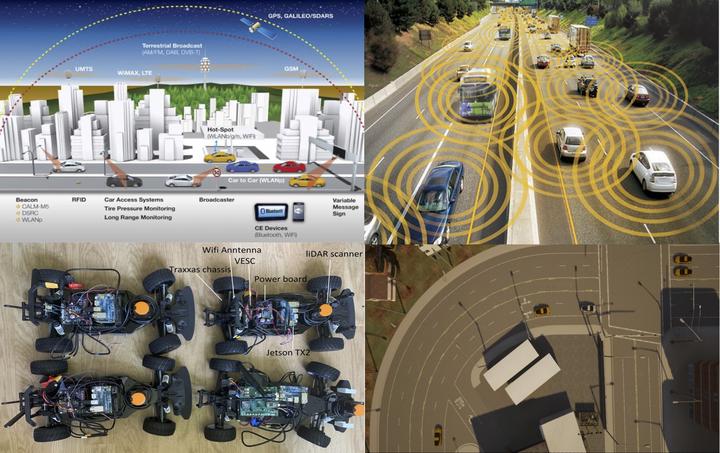 GPS, GALILEO/SDARS
Terrestrial Broadcast
(AM/FM, DAB, DVB-T)
UMTS
WiMAX, LTE
GSM
Hot-Spot
(WLANb/g/n, WiFi)
Car to Car (WLANp)
Beacon
CALM-M5
DSRC
WLANp
RFID
Car Access Systems
Tire Pressure Monitoring
Long Range Monitoring
Broadcaster
Bluetooth
CE Devices
(Bluetooth, WiFi)
Variable
Message
Sign
Wifi Anntenna
VESC
liDAR scanner
Traxxas chassis
Power board
Jetson TX2